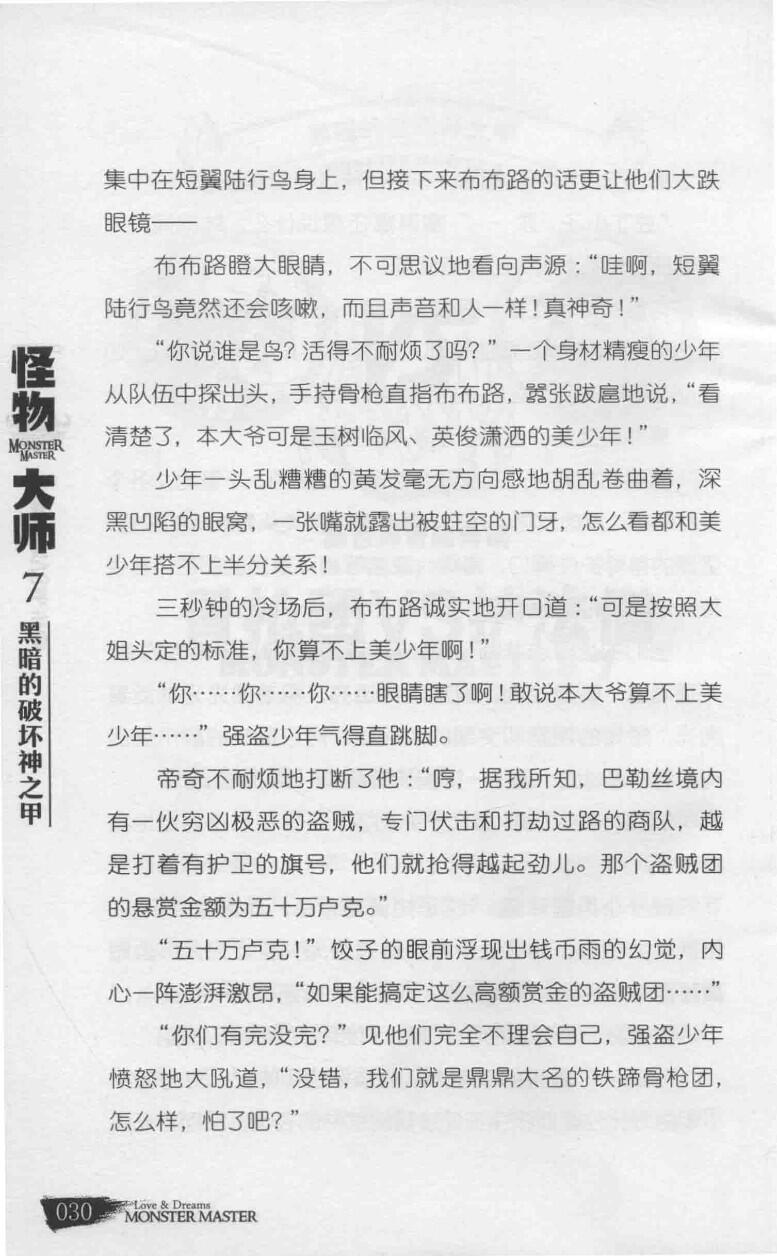 集中在短翼陆行鸟身上，但接下来布布路的话更让他们大跌
眼镜——
布布路瞪大眼睛，不可思议地看向声源：“哇啊，短翼
陆行鸟竟然还会咳嗽，而且声音和人一样！真神奇！”
“你说谁是鸟？活得不耐烦了吗？”一个身材精瘦的少年
从队伍中探出头，手持骨枪直指布布路，嚣张跋扈地说，“看
清楚了，本大爷可是玉树临风、英俊潇洒的美少年！”
少年一头乱糟糟的黄发毫无方向感地胡乱卷曲着，深
黑凹陷的眼窝，一张嘴就露出被蛀空的门牙，怎么看都和美
少年搭不上半分关系！
三秒钟的冷场后，布布路诚实地开口道：“可是按照大
姐头定的标准，你算不上美少年啊！”
“你……你……你……眼睛瞎了啊！敢说本大爷算不上美
少年……”强盗少年气得直跳脚。
帝奇不耐烦地打断了他：“哼，据我所知，巴勒丝境内
有一伙穷凶极恶的盗贼，专门伏击和打劫过路的商队，越
是打着有护卫的旗号，他们就抢得越起劲儿。那个盗贼团
的悬赏金额为五十万卢克。”
“五十万卢克！”饺子的眼前浮现出钱币雨的幻觉，内
心一阵澎湃激昂，“如果能搞定这么高额赏金的盗贼团……”
“你们有完没完？”见他们完全不理会自己，强盗少年
愤怒地大吼道，“没错，我们就是鼎鼎大名的铁蹄骨枪团，
怎么样，怕了吧？”
怪物
MONSTER
MASTER
大师
7
黑暗的破坏神之甲
030
Love & Dreams
MONSTER MASTER